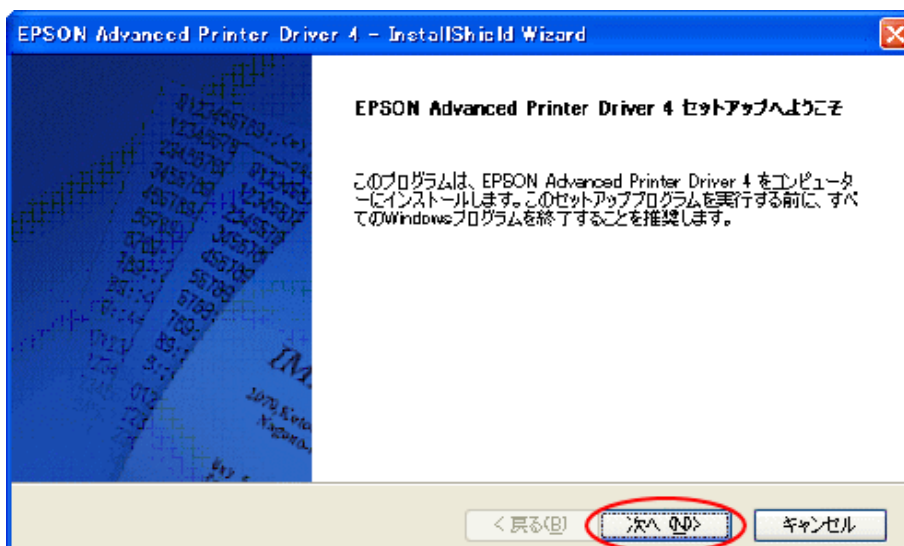 EPSON Advanced Printer Driver 4 - InstallShield Wizard
EPSON Advanced Printer Driver 4 セットアップへようこそ
このプログラムは、EPSON Advanced Printer Driver 4 をコンピュータ
ーにインストールします。このセットアッププログラムを実行する前に、すべ
てのWindowsプログラムを終了することを推奨します。
< 戻る(B)
次へ (N)>
キャンセル